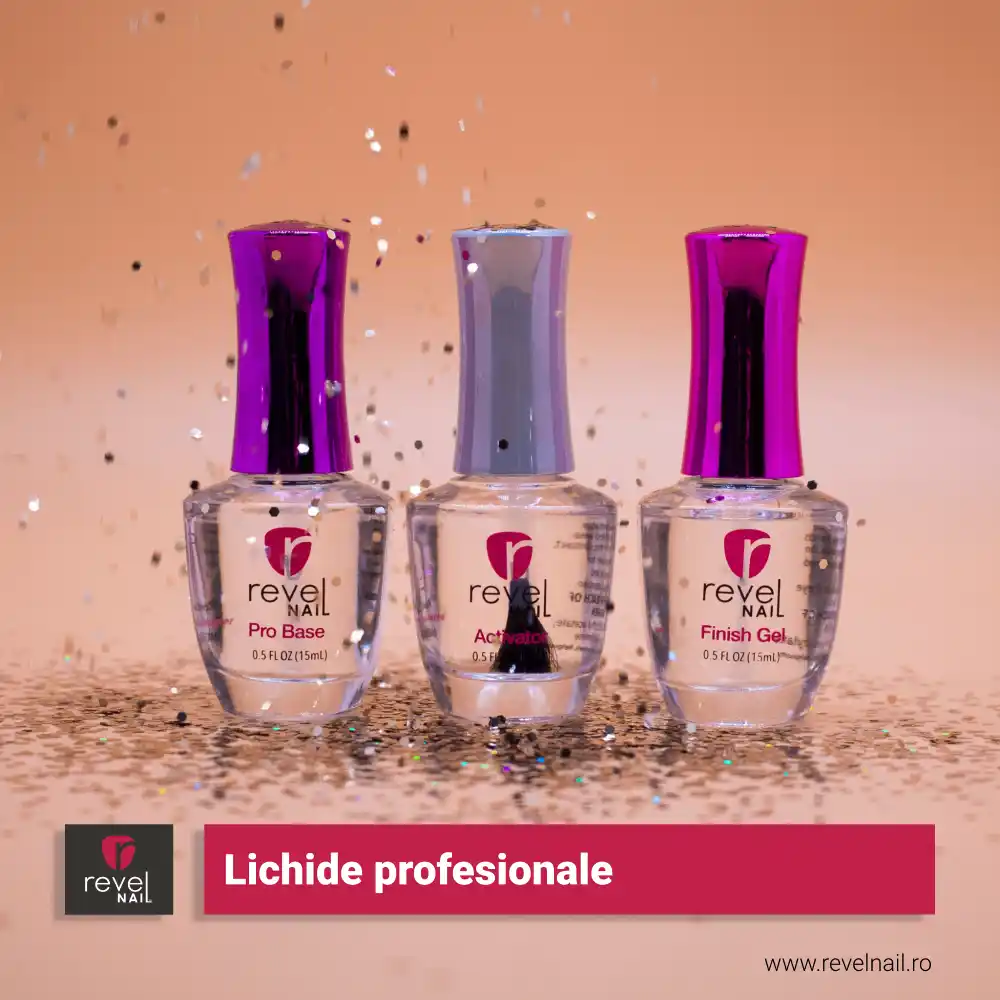 revel
NAIL
Pro Base
0.5 FL OZ (15mL)
revel
NAIL
Activator
0.5 FL
revel
NAIL
Finish Gel
0.5 FL OZ (15mL)
revel
NAIL
Lichide profesionale
www.revelnail.ro